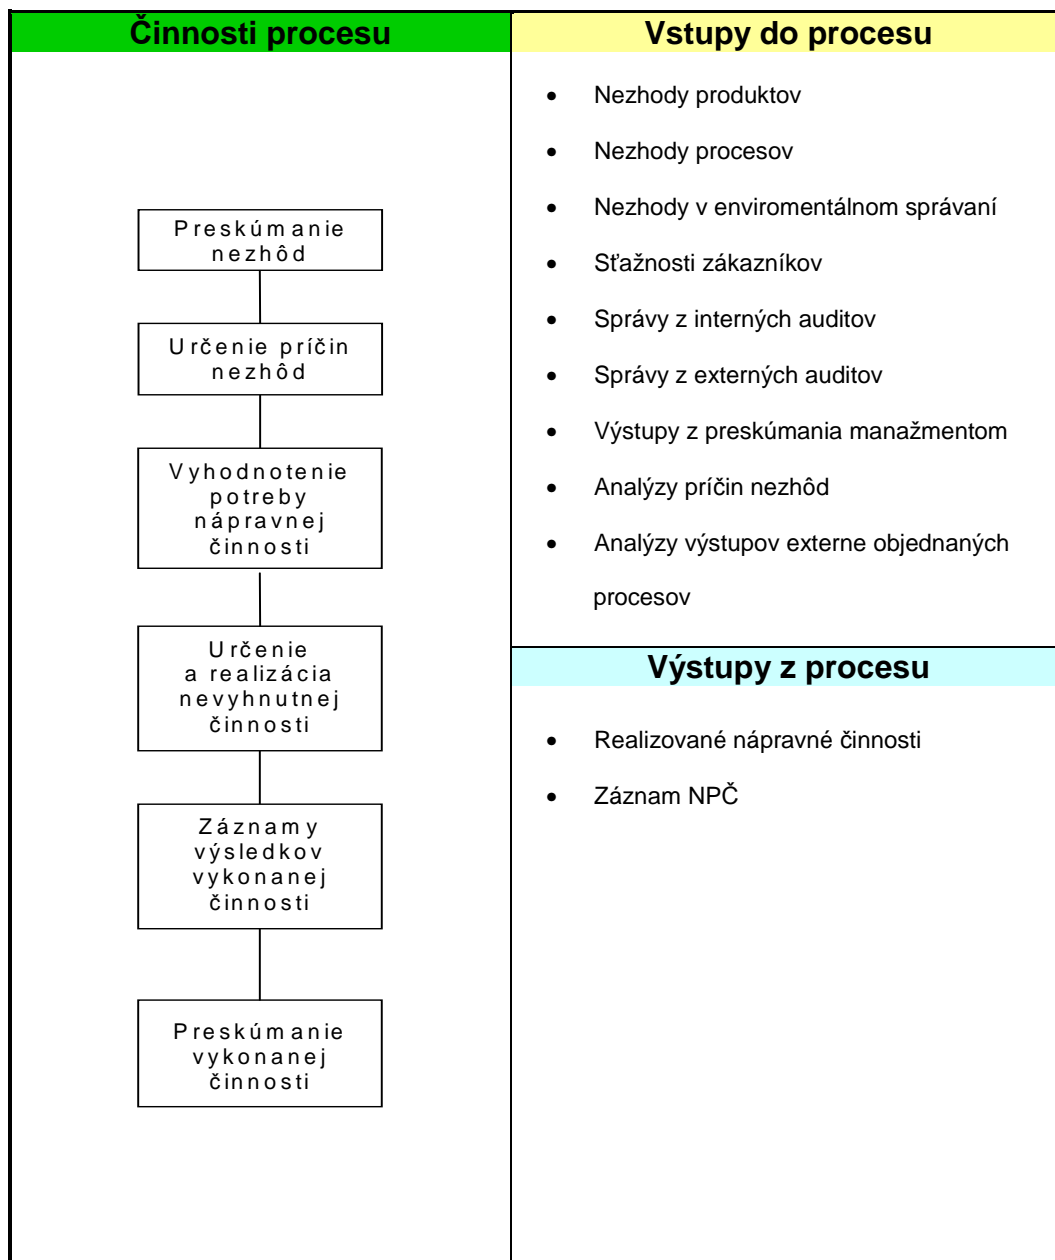 Činnosti procesu
Preskúmanie
nezhôd
Určenie príčin
nezhôd
Vyhodnotenie
potreby
nápravnej
činnosti
Určenie
a realizácia
nevyhnutnej
činnosti
Záznamy
výsledkov
vykonanej
činnosti
Preskúmanie
vykonanej
činnosti
Vstupy do procesu
• Nezhody produktov
• Nezhody procesov
• Nezhody v enviromentálnom správaní
• Sťažnosti zákazníkov
• Správy z interných auditov
• Správy z externých auditov
• Výstupy z preskúmania manažmentom
• Analýzy príčin nezhôd
• Analýzy výstupov externe objednaných
procesov
Výstupy z procesu
• Realizované nápravné činnosti
• Záznam NPČ